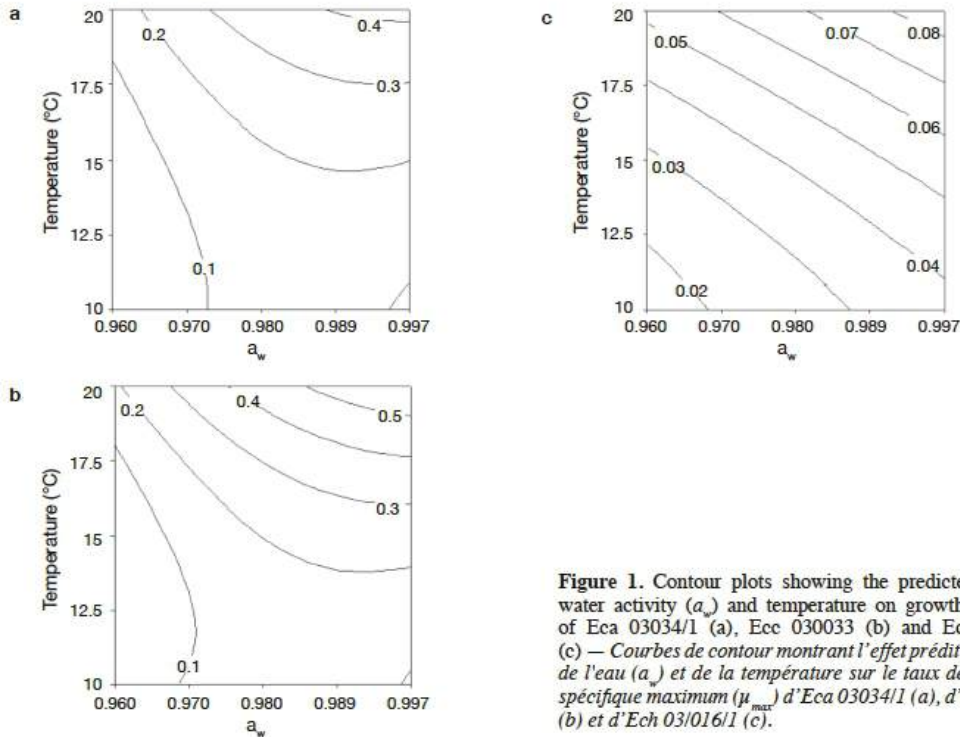 a
20
17.5
15
12.5
10
Temperature (°C)
0.2
0.4
0.3
0.1
0.960 0.970 0.980 0.989 0.997
a_w
b
20
17.5
15
12.5
10
Temperature (°C)
0.2
0.4
0.5
0.3
0.1
0.960 0.970 0.980 0.989 0.997
a_w
c
20
17.5
15
12.5
10
Temperature (°C)
0.05
0.07
0.08
0.06
0.03
0.04
0.02
0.960 0.970 0.980 0.989 0.997
a_w
Figure 1. Contour plots showing the predicte
water activity (a_w) and temperature on growth
of Eca 03034/1 (a), Ecc 030033 (b) and Ec
(c) — Courbes de contour montrant l'effet prédit
de l'eau (a_w) et de la température sur le taux de
spécifique maximum (μ_max) d'Eca 03034/1 (a), d'
(b) et d'Ech 03/016/1 (c).